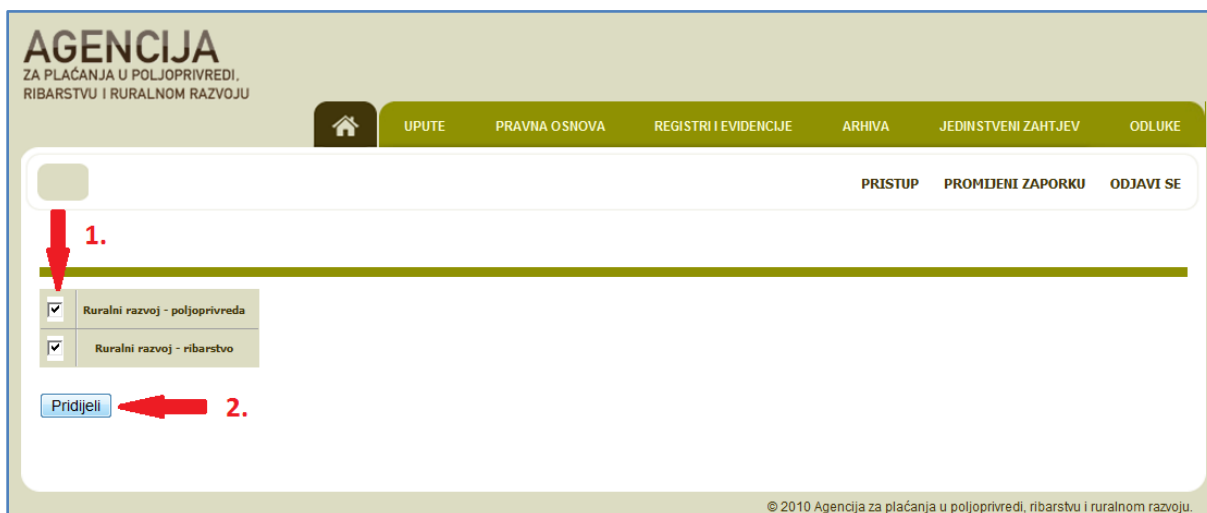 AGENCIJA
ZA PLAĆANJA U POLJOPRIVREDI,
RIBARSTVU I RURALNOM RAZVOJU
UPUTE PRAVNA OSNOVA REGISTRI I EVIDENCIJE ARHIVA JEDINSTVENI ZAHTJEV ODLUKE
PRISTUP PROMIJENI ZAPORKU ODJAVI SE
1.
Ruralni razvoj - poljoprivreda
Ruralni razvoj - ribarstvo
Pridijeli 2.
© 2010 Agencija za plaćanja u poljoprivredi, ribarstvu i ruralnom razvoju.